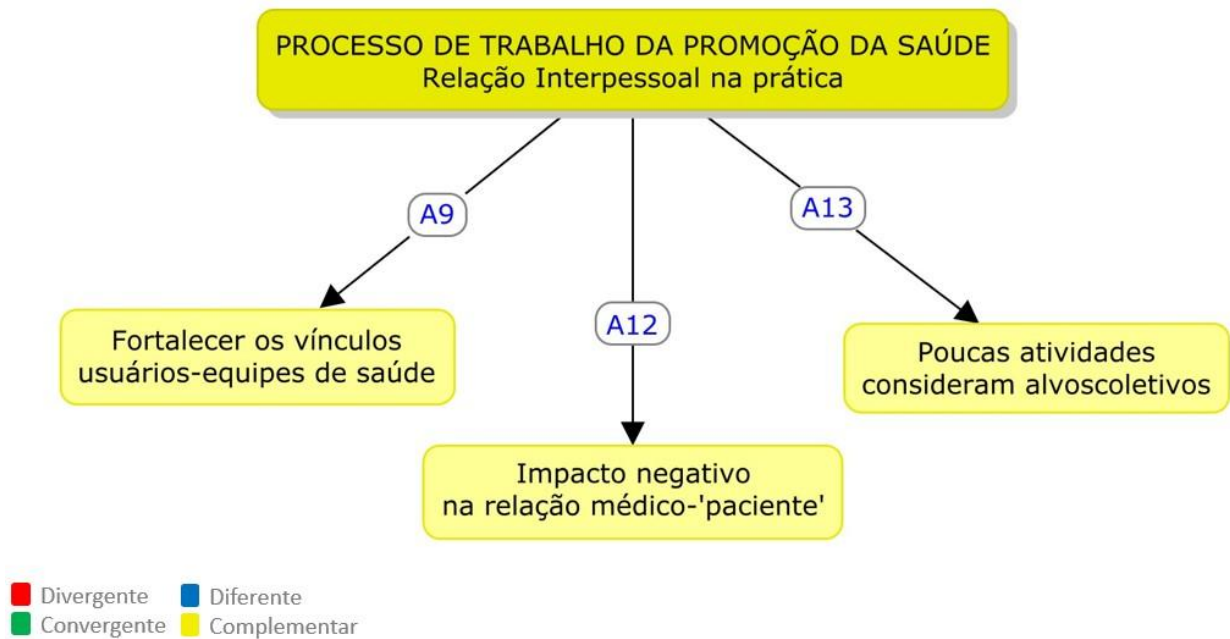 PROCESSO DE TRABALHO DA PROMOÇÃO DA SAÚDE
Relação Interpessoal na prática
A9
A13
A12
Fortalecer os vínculos
usuários-equipes de saúde
Poucas atividades
consideram alvoscoletivos
Impacto negativo
na relação médico-'paciente'
Divergente
Diferente
Convergente
Complementar